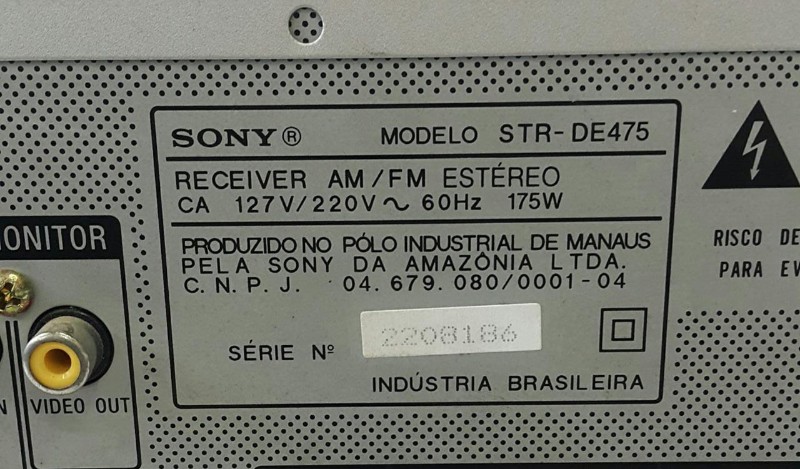 SONY® MODELO STR-DE475
RECEIVER AM/FM ESTÉREO
CA 127V/220V ~ 60Hz 175W
PRODUZIDO NO PÓLO INDUSTRIAL DE MANAUS
PELA SONY DA AMAZÔNIA LTDA.
C.N.P.J. 04.679.080/0001-04
SÉRIE Nº 2208186
INDÚSTRIA BRASILEIRA
VIDEO OUT
RISCO DE
PARA